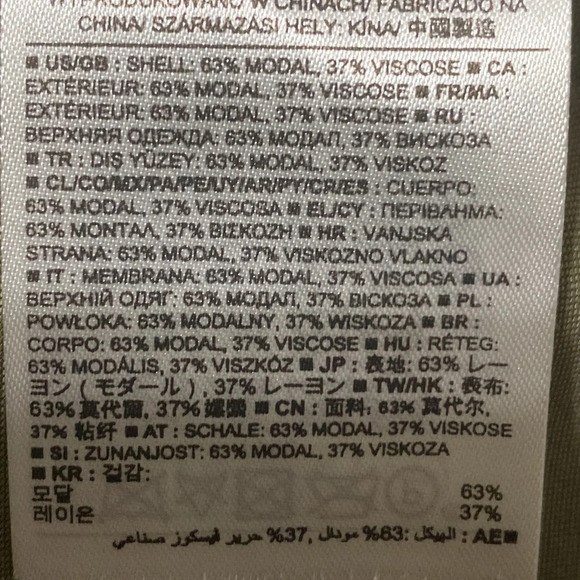 WYPRODUKOWANO W CHINACH/ FABRICADO NA
CHINA/ SZÁRMAZÁSI HELY: KÍNA/ 中國製造
■ US/GB : SHELL: 63% MODAL, 37% VISCOSE ■ CA :
EXTÉRIEUR: 63% MODAL, 37% VISCOSE ■ FR/MA :
EXTÉRIEUR: 63% MODAL, 37% VISCOSE ■ RU :
ВЕРХНЯЯ ОДЕЖДА: 63% МОДАЛ, 37% ВИСКОЗА
■ TR : DIŞ YÜZEY: 63% MODAL, 37% VISKOZ
■ CL/CO/MX/PA/PE/UY/AR/PY/CR/ES : CUERPO:
63% MODAL, 37% VISCOSA ■ EL/CY : ΠΕΡΙΒΛΗΜΑ:
63% ΜΟΝΤΑΛ, 37% ΒΙΣΚΟΖΗ ■ HR : VANJSKA
STRANA: 63% MODAL, 37% VISKOZNO VLAKNO
■ IT : MEMBRANA: 63% MODAL, 37% VISCOSA ■ UA :
ВЕРХНІЙ ОДЯГ: 63% МОДАЛ, 37% ВІСКОЗА ■ PL :
POWŁOKA: 63% MODALNY, 37% WISKOZA ■ BR :
CORPO: 63% MODAL, 37% VISCOSE ■ HU : RÉTEG:
63% MODÁLIS, 37% VISZKÓZ ■ JP : 表地: 63% レー
ヨン ( モダール ) , 37% レーヨン ■ TW/HK : 表布:
63% 莫代爾, 37% 嫘縈 ■ CN : 面料: 63% 莫代尔,
37% 粘纤 ■ AT : SCHALE: 63% MODAL, 37% VISKOSE
■ SI : ZUNANJOST: 63% MODAL, 37% VISKOZA
■ KR : 겉감:
모달 63%
레이온 37%
■AE : الهيكل: 63% مودال, 37% حرير فيسكوز صناعي